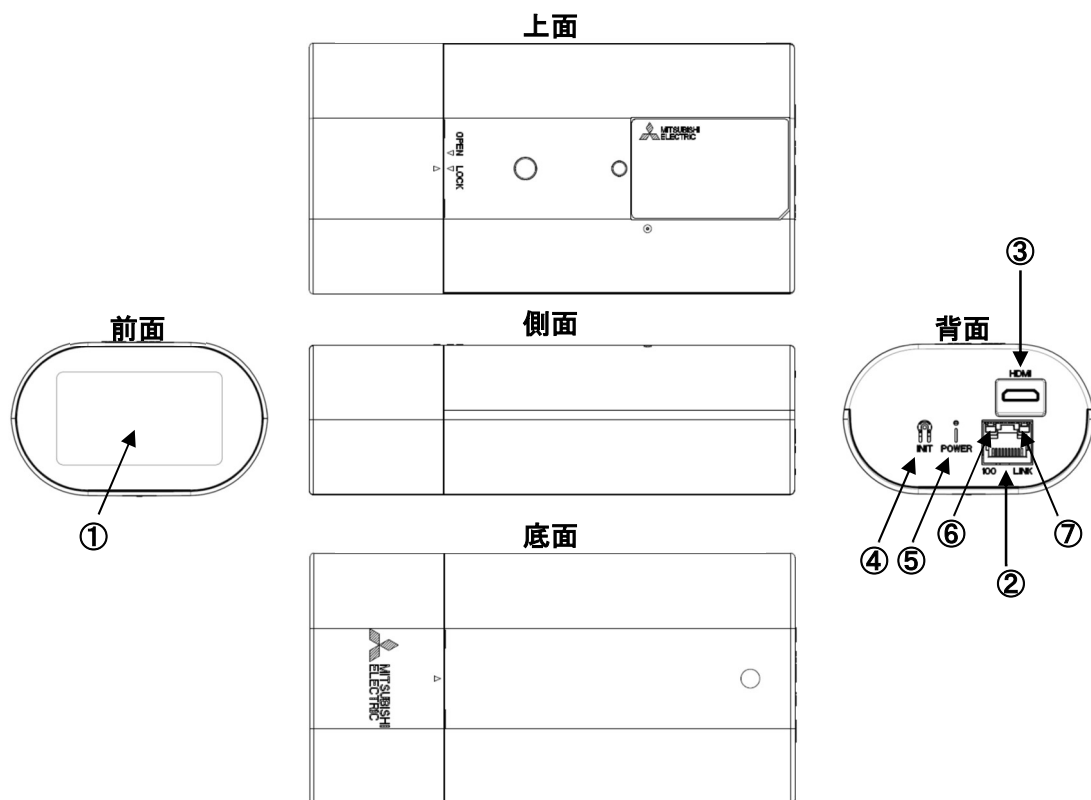 上面
MITSUBISHI
ELECTRIC
OPEN
LOCK
③
前面
側面
背面
HDMI
INIT
POWER
100 LINK
①
④
⑤
⑥
②
⑦
底面
MITSUBISHI
ELECTRIC